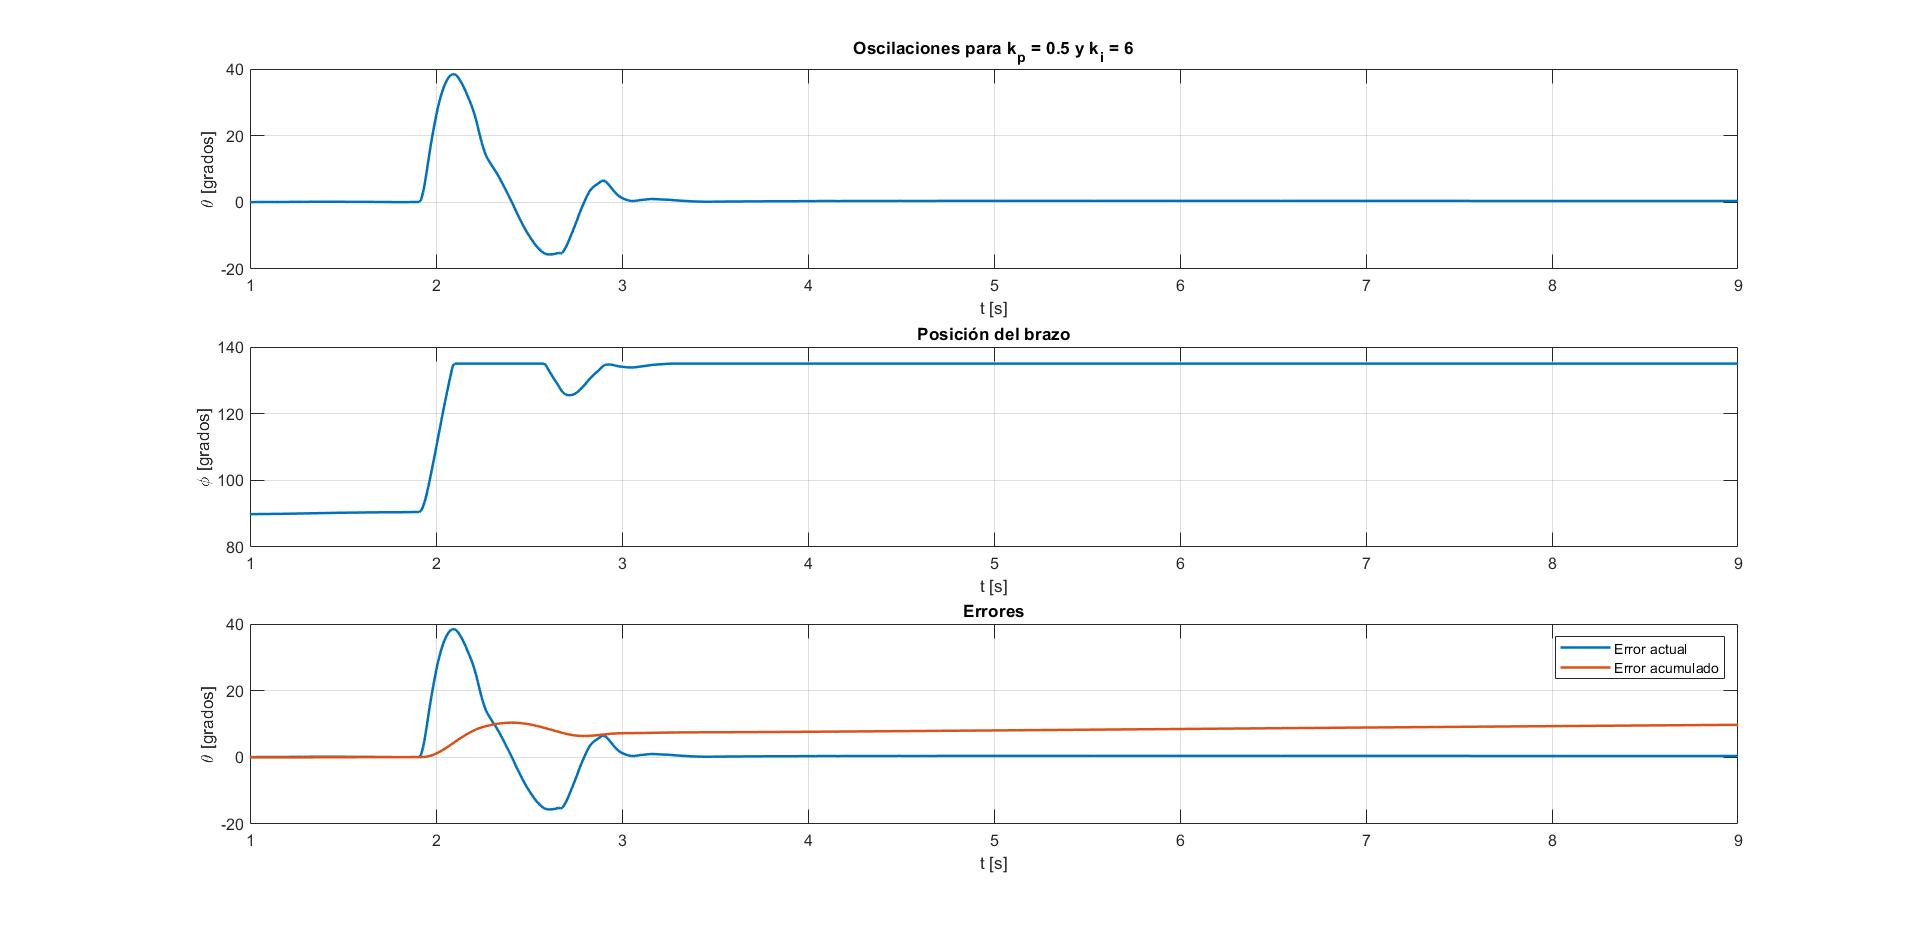 Oscilaciones para kp = 0.5 y ki = 6
40
20
0
-20
θ [grados]
1 2 3 4 5 6 7 8 9
t [s]
Posición del brazo
140
120
100
80
ϕ [grados]
1 2 3 4 5 6 7 8 9
t [s]
Errores
40
20
0
-20
θ [grados]
Error actual
Error acumulado
1 2 3 4 5 6 7 8 9
t [s]